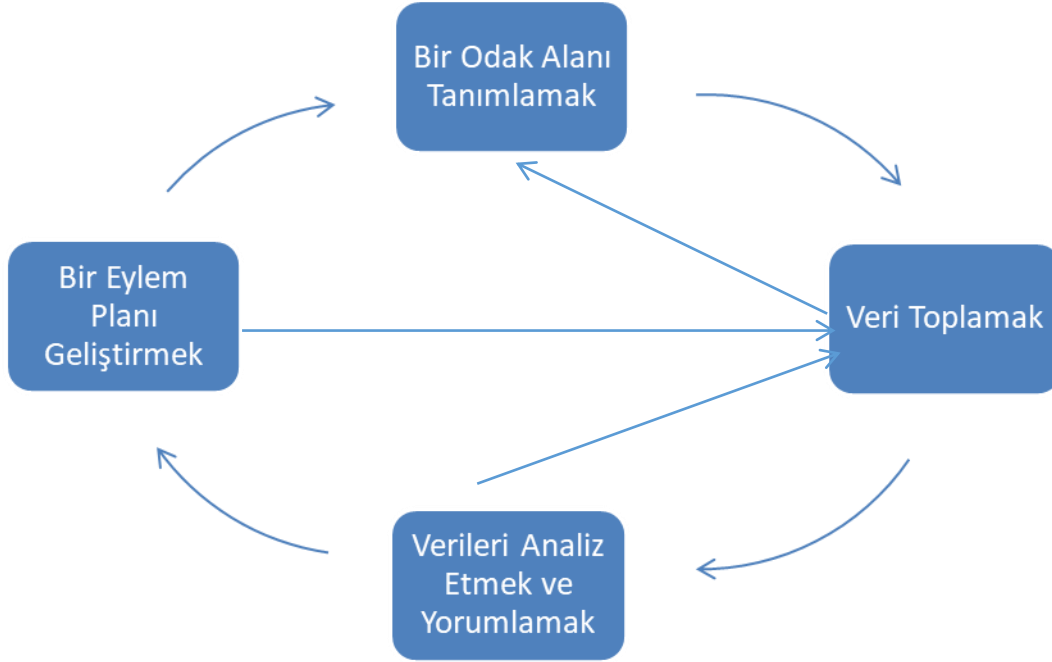 Bir Odak Alanı
Tanımlamak
Veri Toplamak
Verileri Analiz
Etmek ve
Yorumlamak
Bir Eylem
Planı
Geliştirmek